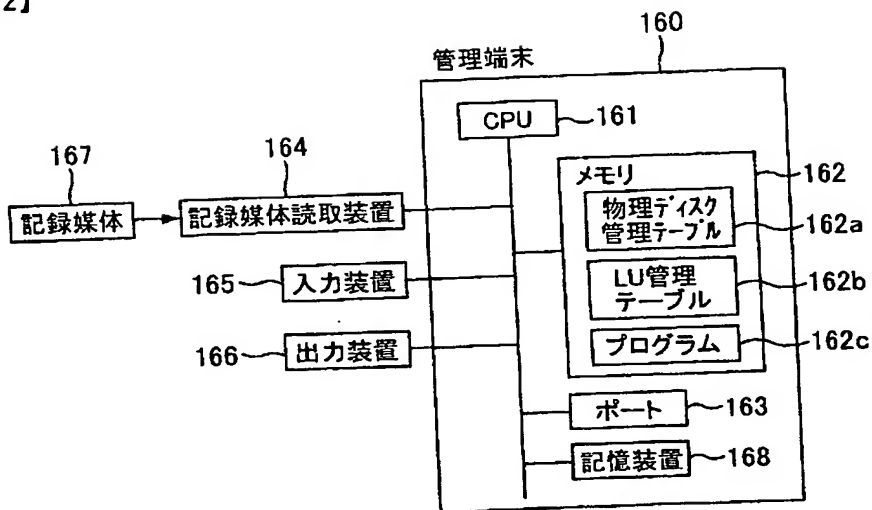 2】
160
管理端末
CPU
161
167
164
メモリ
162
記録媒体
記録媒体読取装置
物理ディスク
管理テーブル
162a
165
入力装置
LU管理
テーブル
162b
166
出力装置
プログラム
162c
ポート
163
記憶装置
168